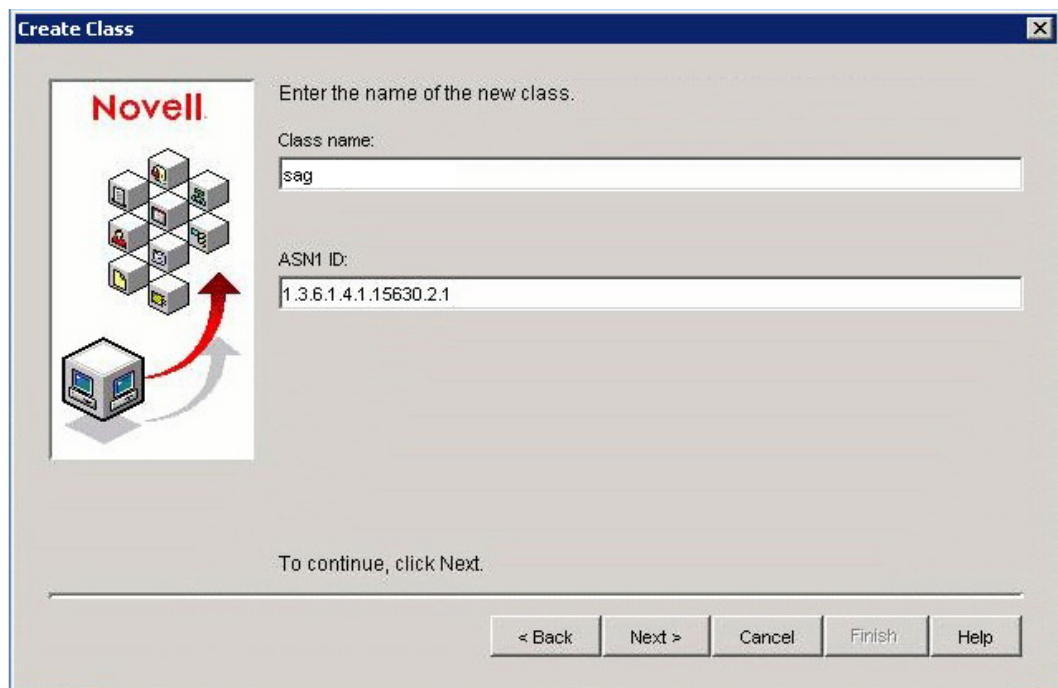 Create Class
Novell.
Enter the name of the new class.
Class name:
sag
ASN1 ID:
1.3.6.1.4.1.15630.2.1
To continue, click Next.
< Back Next > Cancel Finish Help